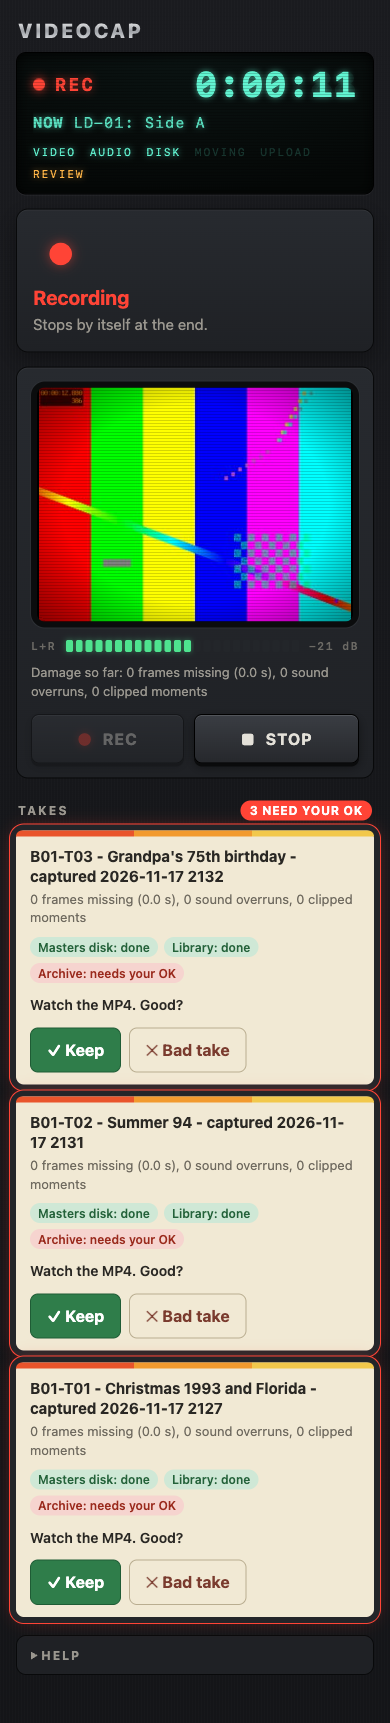 VIDEOCAP
REC 0:00:11
NOW LD-01: Side A
VIDEO AUDIO DISK MOVING UPLOAD
REVIEW
Recording
Stops by itself at the end.
L+R -21 dB
Damage so far: 0 frames missing (0.0 s), 0 sound
overruns, 0 clipped moments
REC STOP
TAKES 3 NEED YOUR OK
B01-T03 - Grandpa's 75th birthday -
captured 2026-11-17 2132
0 frames missing (0.0 s), 0 sound overruns, 0 clipped
moments
Masters disk: done Library: done
Archive: needs your OK
Watch the MP4. Good?
Keep Bad take
B01-T02 - Summer 94 - captured 2026-11-
17 2131
0 frames missing (0.0 s), 0 sound overruns, 0 clipped
moments
Masters disk: done Library: done
Archive: needs your OK
Watch the MP4. Good?
Keep Bad take
B01-T01 - Christmas 1993 and Florida -
captured 2026-11-17 2127
0 frames missing (0.0 s), 0 sound overruns, 0 clipped
moments
Masters disk: done Library: done
Archive: needs your OK
Watch the MP4. Good?
Keep Bad take
HELP